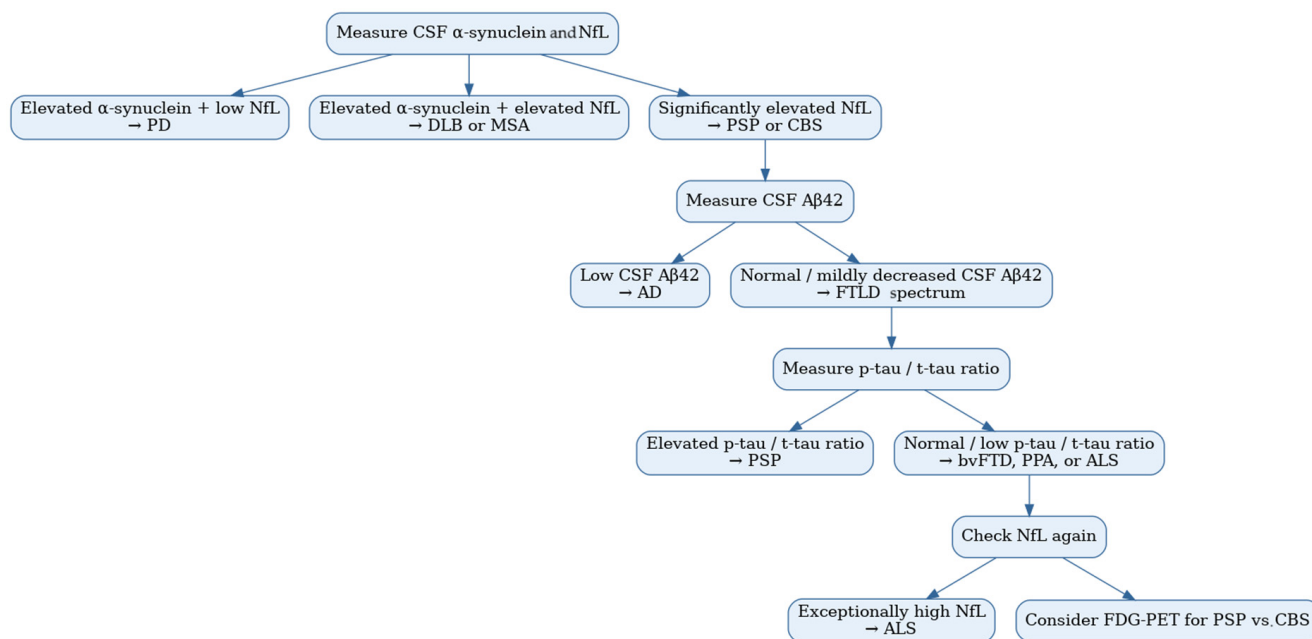 Measure CSF α-synuclein and NfL
Elevated α-synuclein + low NfL
→ PD
Elevated α-synuclein + elevated NfL
→ DLB or MSA
Significantly elevated NfL
→ PSP or CBS
Measure CSF Aβ42
Low CSF Aβ42
→ AD
Normal / mildly decreased CSF Aβ42
→ FTLD spectrum
Measure p-tau / t-tau ratio
Elevated p-tau / t-tau ratio
→ PSP
Normal / low p-tau / t-tau ratio
→ bvFTD, PPA, or ALS
Check NfL again
Exceptionally high NfL
→ ALS
Consider FDG-PET for PSP vs.CBS